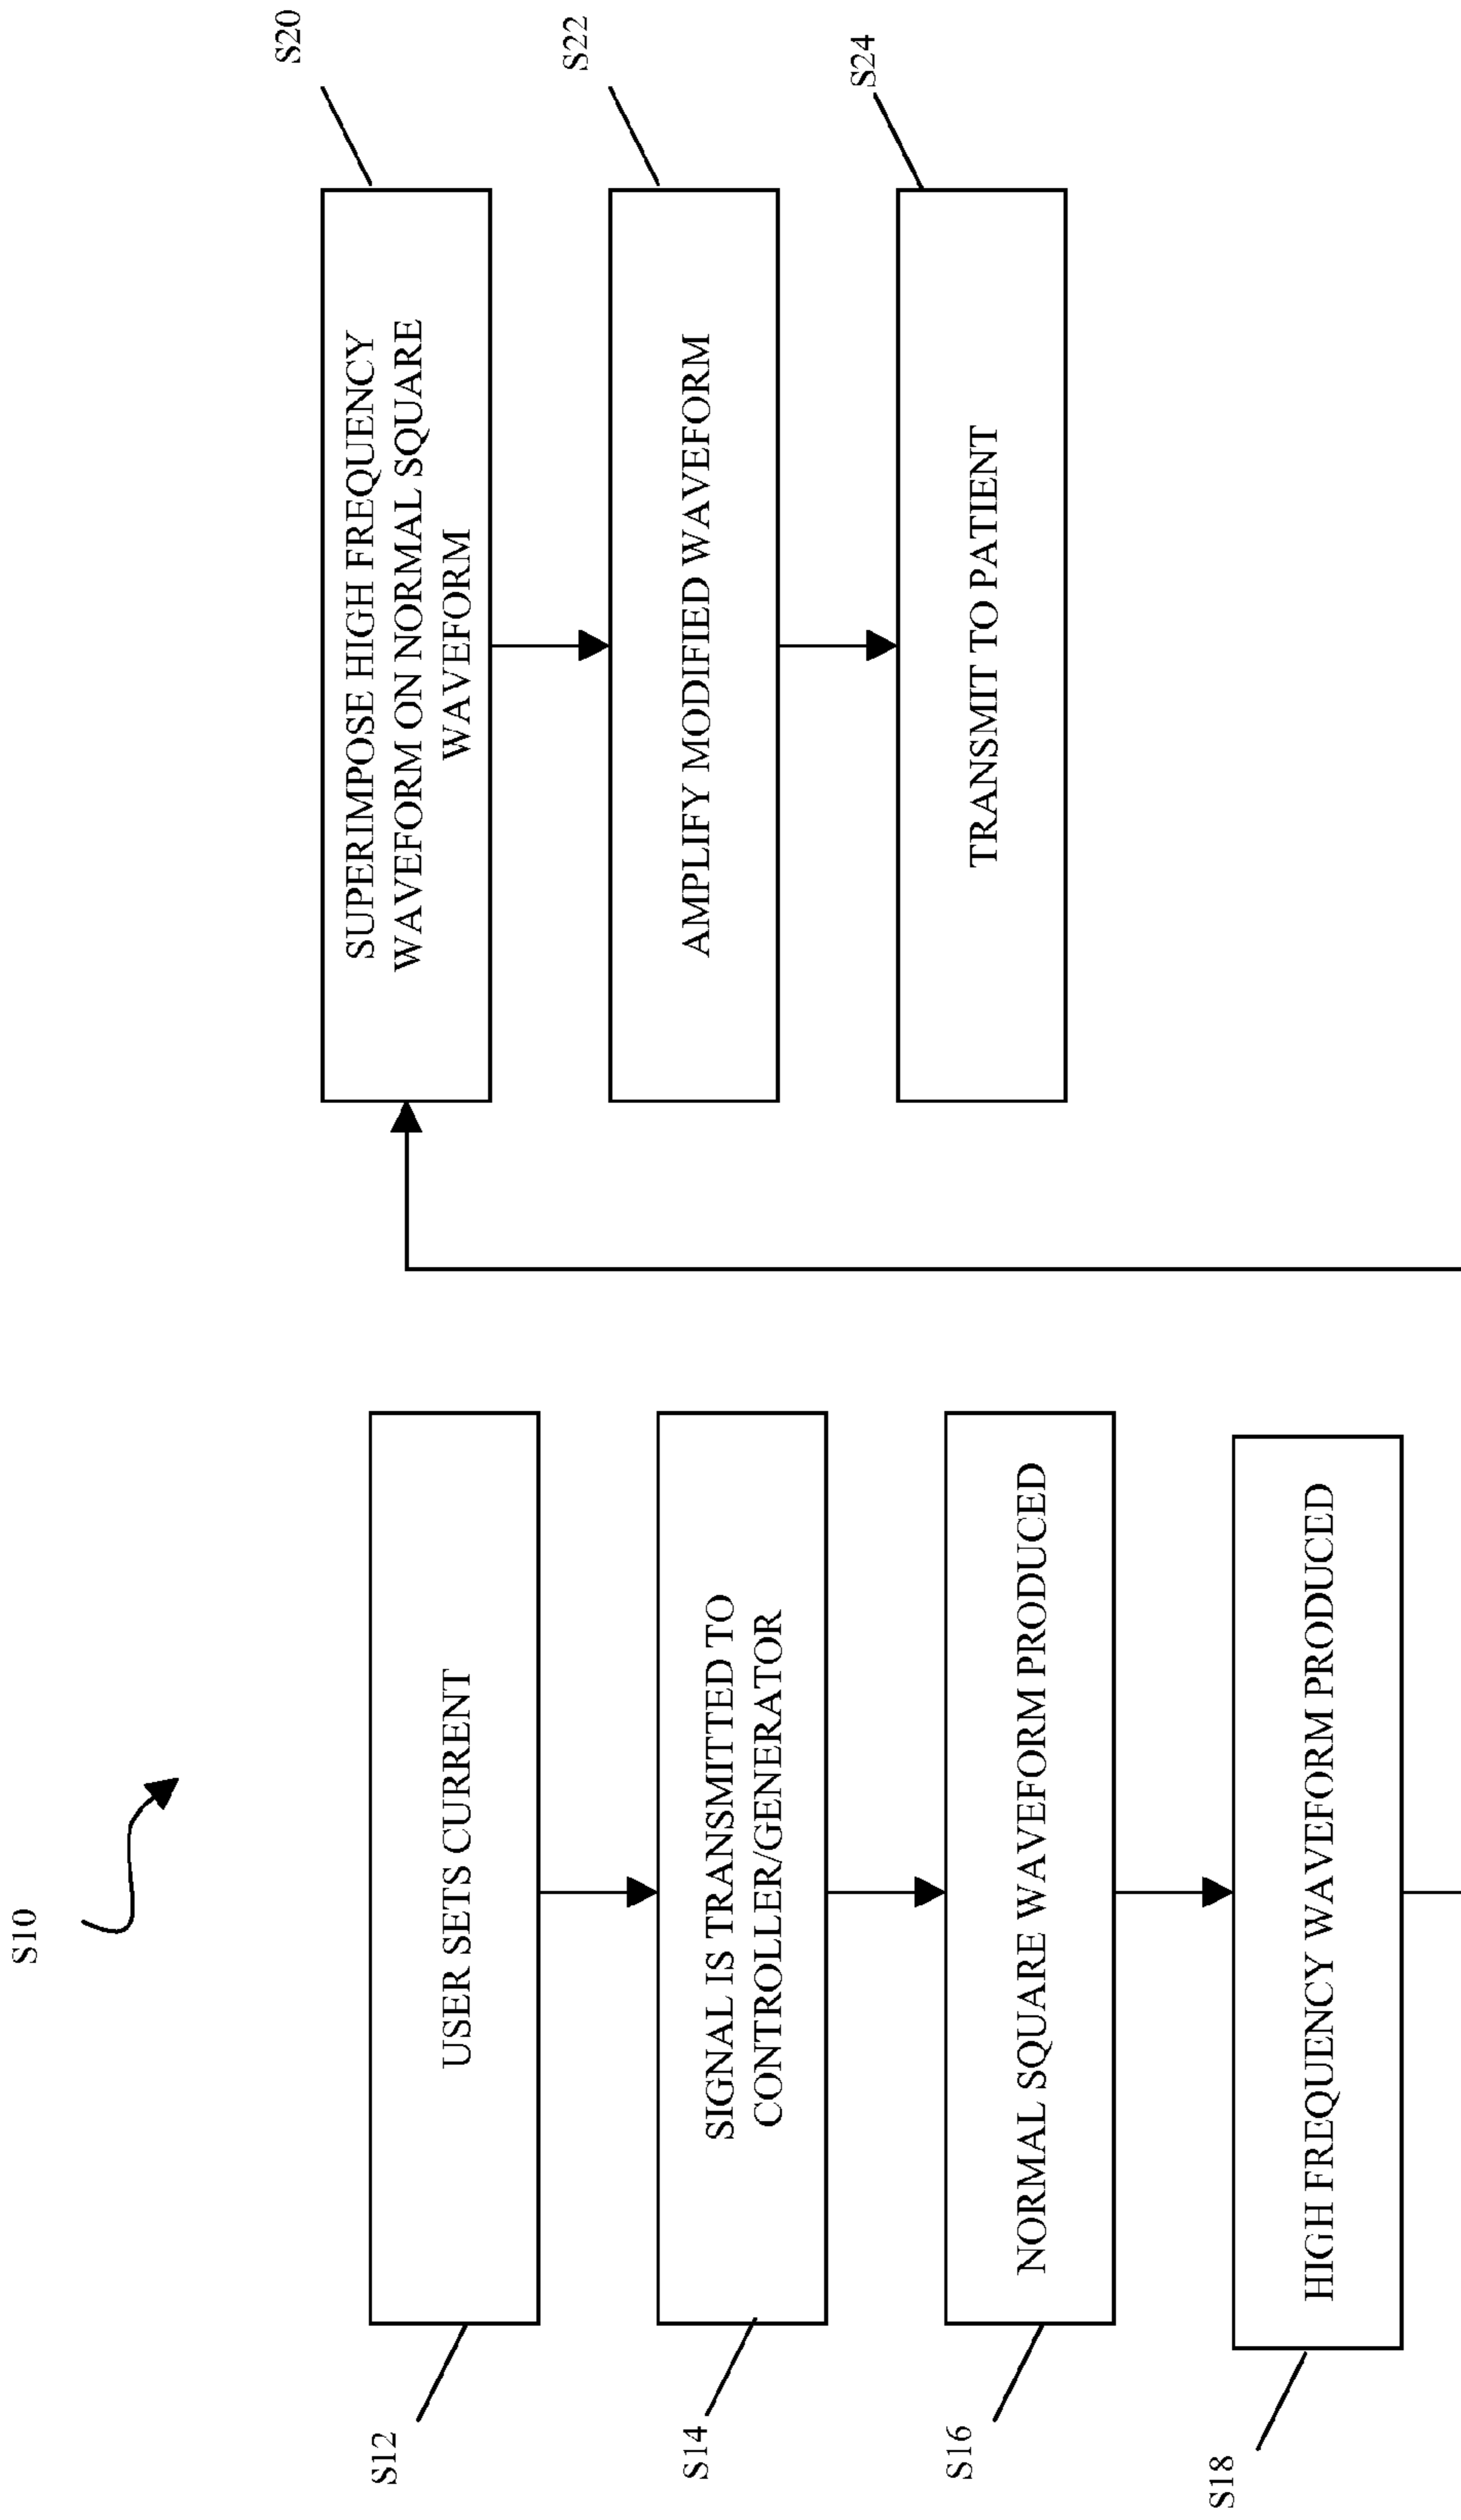 S10
S12
USER SETS CURRENT
S14
SIGNAL IS TRANSMITTED TO
CONTROLLER/GENERATOR
S16
NORMAL SQUARE WAVEFORM PRODUCED
S18
HIGH FREQUENCY WAVEFORM PRODUCED
S20
SUPERIMPOSE HIGH FREQUENCY
WAVEFORM ON NORMAL SQUARE
WAVEFORM
S22
AMPLIFY MODIFIED WAVEFORM
S24
TRANSMIT TO PATIENT